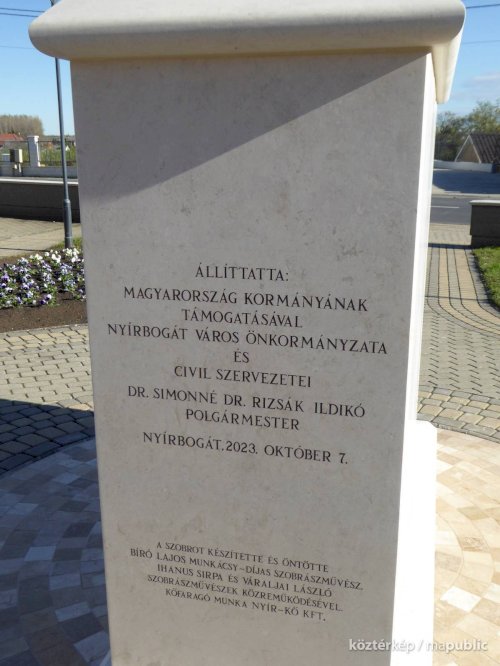 ÁLLÍTTATTA:
MAGYARORSZÁG KORMÁNYÁNAK
TÁMOGATÁSÁVAL
NYÍRBOGÁT VÁROS ÖNKORMÁNYZATA
ÉS
CIVIL SZERVEZETEI
DR. SIMONNÉ DR. RIZSÁK ILDIKÓ
POLGÁRMESTER
NYÍRBOGÁT.2023. OKTÓBER 7.
A SZOBROT KÉSZÍTETTE ÉS ÖNTÖTTE
BÍRÓ LAJOS MUNKÁCSY-DÍJAS SZOBRÁSZMŰVÉSZ,
IHANUS SIRPA ÉS VÁRALJAI LÁSZLÓ
SZOBRÁSZMŰVÉSZEK KÖZREMŰKÖDÉSÉVEL.
KŐFARAGÓ MUNKA NYÍR-KŐ KFT.
köztérkép / mapublic